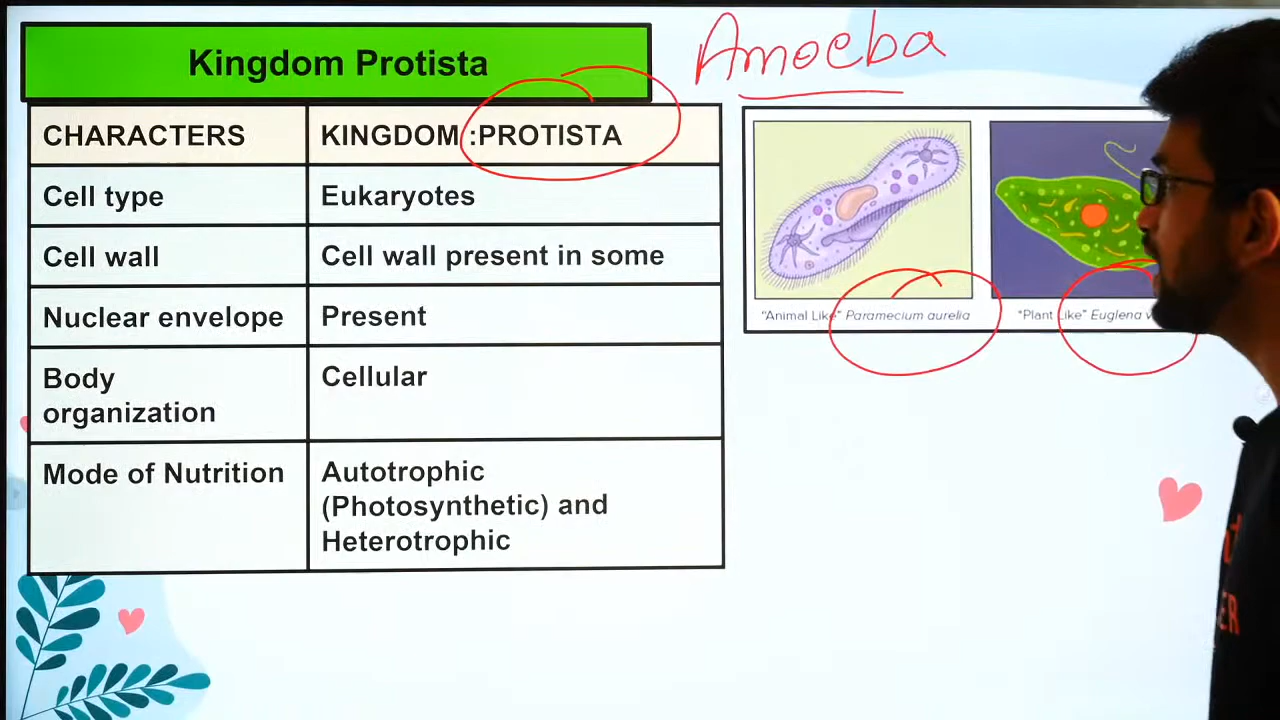 Kingdom Protista
Amoeba
CHARACTERS
KINGDOM :PROTISTA
Cell type
Eukaryotes
Cell wall
Cell wall present in some
Nuclear envelope
Present
Body
organization
Cellular
Mode of Nutrition
Autotrophic
(Photosynthetic) and
Heterotrophic
"Animal Like" Paramecium aurelia
"Plant Like" Euglena